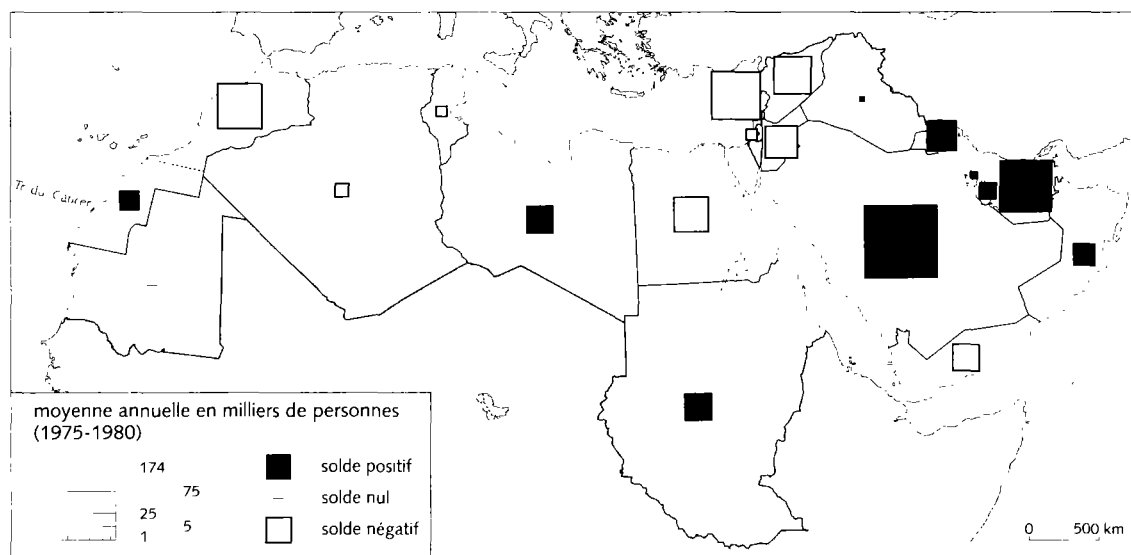 Tr. du Cancer
moyenne annuelle en milliers de personnes
(1975-1980)
174
75
25
5
1
solde positif
solde nul
solde négatif
0 500 km